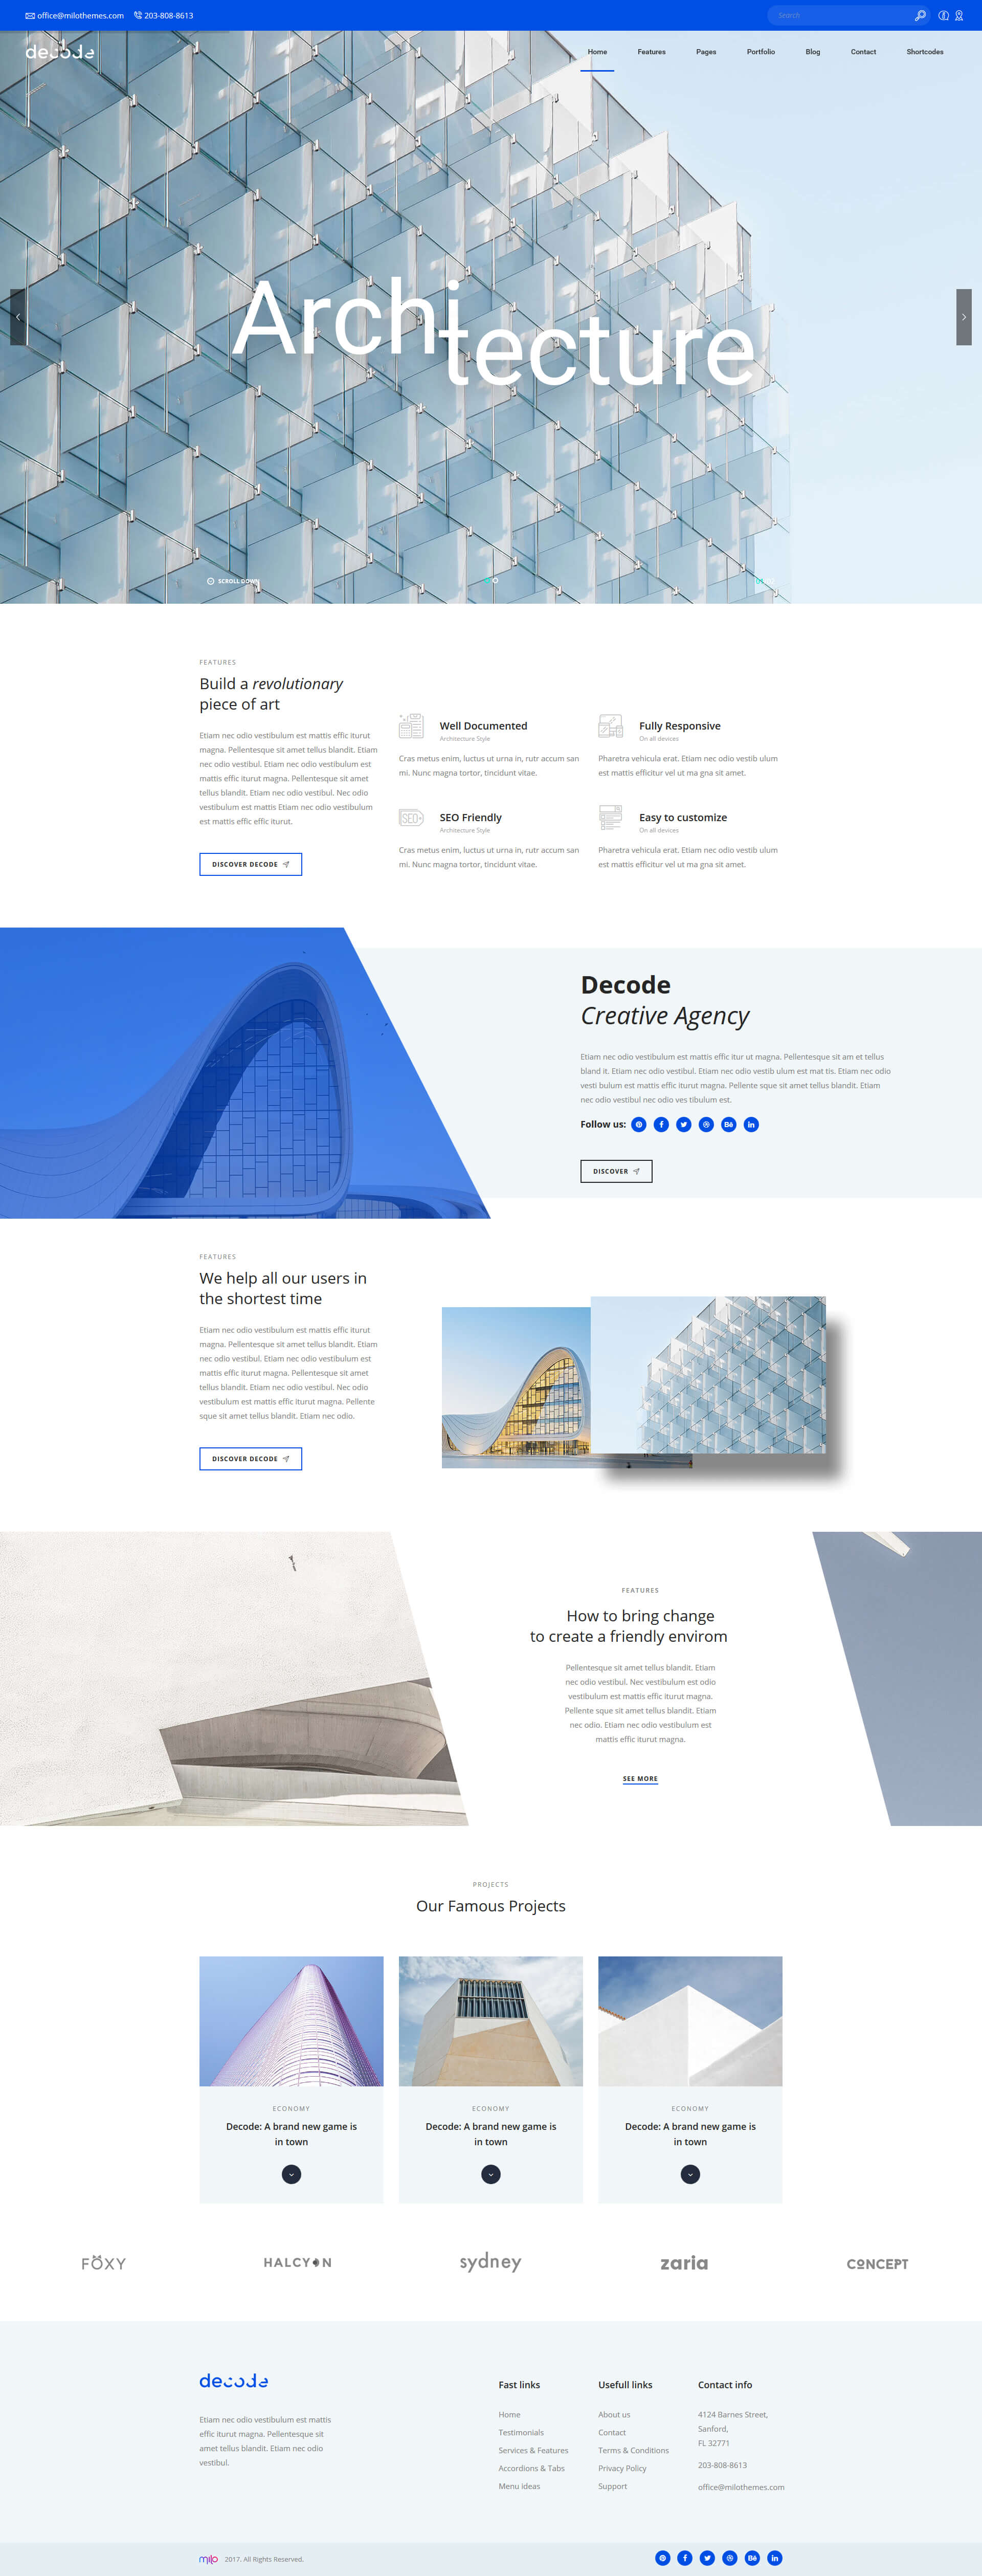 office@milothemes.com 203-808-8613 Search
decode Home Features Pages Portfolio Blog Contact Shortcodes
Architecture
SCROLL DOWN
FEATURES
Build a revolutionary
piece of art
Etiam nec odio vestibulum est mattis effic iturut
magna. Pellentesque sit amet tellus blandit. Etiam
nec odio vestibul. Etiam nec odio vestibulum est
mattis effic iturut magna. Pellentesque sit amet
tellus blandit. Etiam nec odio vestibul. Nec odio
vestibulum est mattis Etiam nec odio vestibulum
est mattis effic effic iturut.
DISCOVER DECODE
Well Documented
Architecture Style
Cras metus enim, luctus ut urna in, rutr accum san
mi. Nunc magna tortor, tincidunt vitae.
Fully Responsive
On all devices
Pharetra vehicula erat. Etiam nec odio vestib ulum
est mattis efficitur vel ut ma gna sit amet.
SEO
SEO Friendly
Architecture Style
Cras metus enim, luctus ut urna in, rutr accum san
mi. Nunc magna tortor, tincidunt vitae.
Easy to customize
On all devices
Pharetra vehicula erat. Etiam nec odio vestib ulum
est mattis efficitur vel ut ma gna sit amet.
Decode
Creative Agency
Etiam nec odio vestibulum est mattis effic itur ut magna. Pellentesque sit am et tellus
bland it. Etiam nec odio vestibul. Etiam nec odio vestib ulum est mat tis. Etiam nec odio
vesti bulum est mattis effic iturut magna. Pellente sque sit amet tellus blandit. Etiam
nec odio vestibul nec odio ves tibulum est.
Follow us:
DISCOVER
FEATURES
We help all our users in
the shortest time
Etiam nec odio vestibulum est mattis effic iturut
magna. Pellentesque sit amet tellus blandit. Etiam
nec odio vestibul. Etiam nec odio vestibulum est
mattis effic iturut magna. Pellentesque sit amet
tellus blandit. Etiam nec odio vestibul. Nec odio
vestibulum est mattis effic iturut magna. Pellente
sque sit amet tellus blandit. Etiam nec odio.
DISCOVER DECODE
FEATURES
How to bring change
to create a friendly envirom
Pellentesque sit amet tellus blandit. Etiam
nec odio vestibul. Nec vestibulum est odio
vestibulum est mattis effic iturut magna.
Pellente sque sit amet tellus blandit. Etiam
nec odio. Etiam nec odio vestibulum est
mattis effic iturut magna.
SEE MORE
PROJECTS
Our Famous Projects
ECONOMY
Decode: A brand new game is
in town
ECONOMY
Decode: A brand new game is
in town
ECONOMY
Decode: A brand new game is
in town
FOXY HALCYON sydney zaria CONCEPT
decode
Etiam nec odio vestibulum est mattis
effic iturut magna. Pellentesque sit
amet tellus blandit. Etiam nec odio
vestibul.
Fast links
Home
Testimonials
Services & Features
Accordions & Tabs
Menu ideas
Usefull links
About us
Contact
Terms & Conditions
Privacy Policy
Support
Contact info
4124 Barnes Street,
Sanford,
FL 32771
203-808-8613
office@milothemes.com
milo 2017. All Rights Reserved.